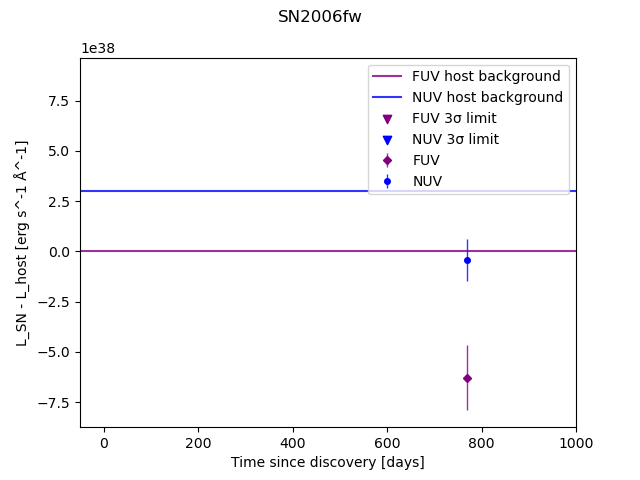 SN2006fw
1e38
FUV host background
NUV host background
FUV 3σ limit
NUV 3σ limit
FUV
NUV
7.5
5.0
2.5
0.0
−2.5
−5.0
−7.5
L_SN - L_host [erg s^-1 Å^-1]
0
200
400
600
800
1000
Time since discovery [days]